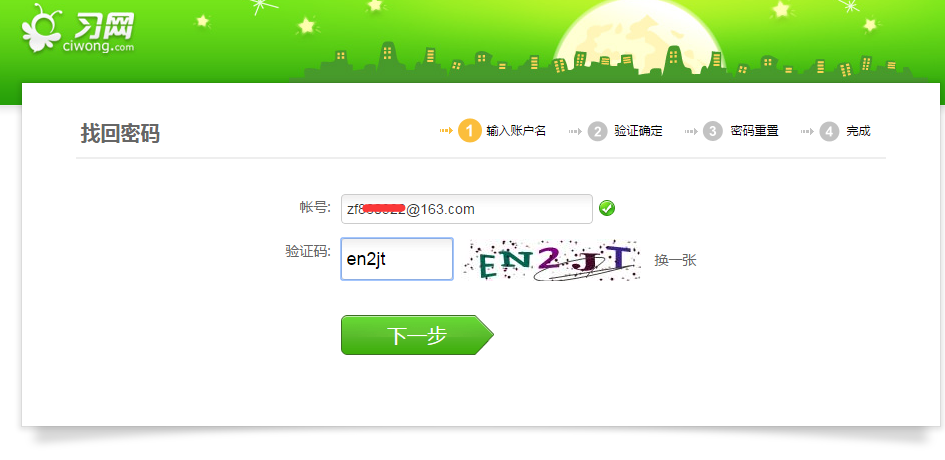 习网
ciwong.com
找回密码
1 输入账户名 2 验证确定 3 密码重置 4 完成
帐号: @163.com
验证码: en2jt EN2JT 换一张
下一步